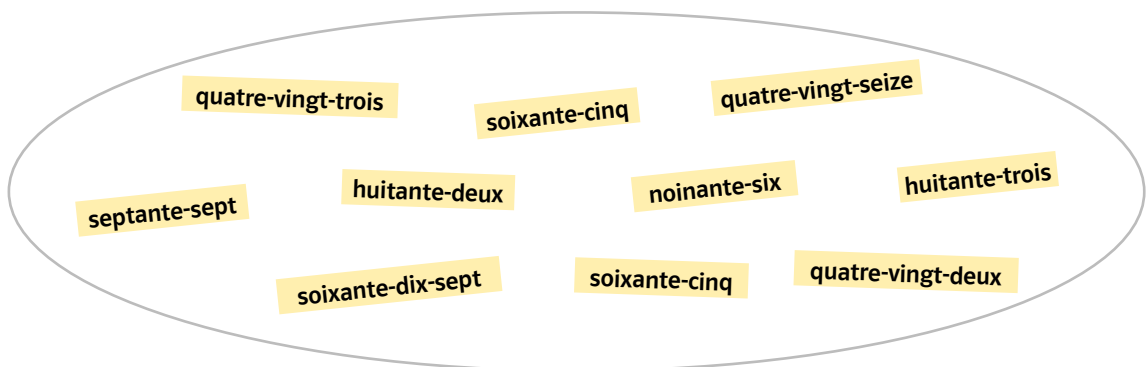 quatre-vingt-trois
soixante-cinq
quatre-vingt-seize
septante-sept
huitante-deux
noinante-six
huitante-trois
soixante-dix-sept
soixante-cinq
quatre-vingt-deux